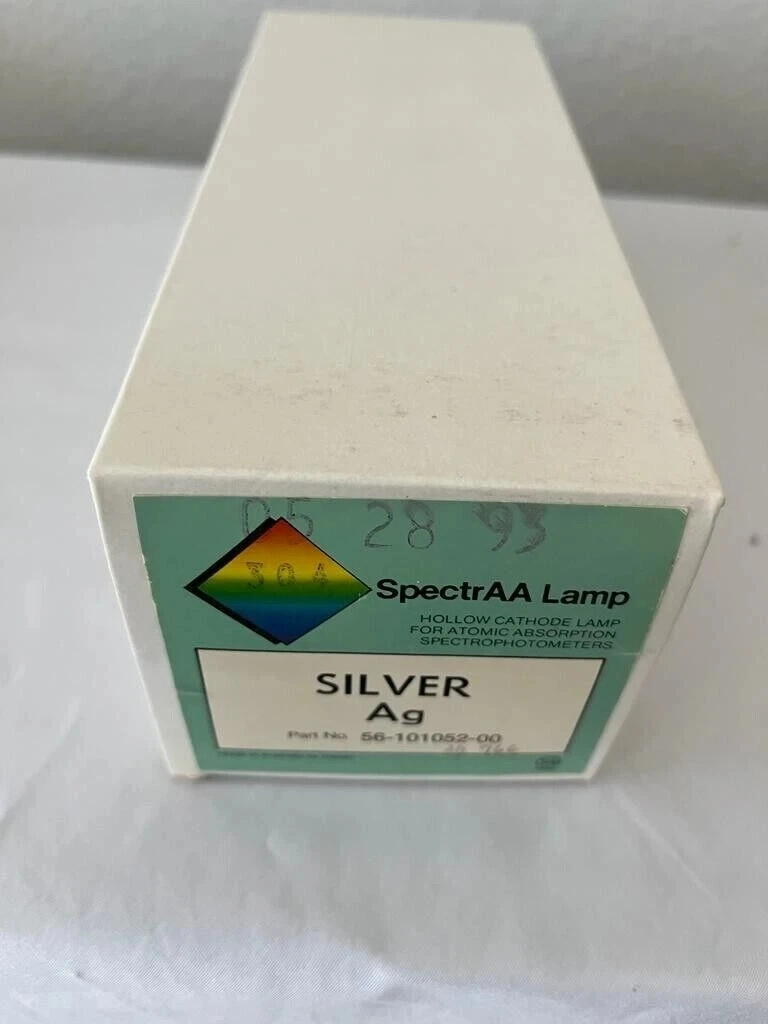 05 28 93
304
SpectrAA Lamp
HOLLOW CATHODE LAMP
FOR ATOMIC ABSORPTION
SPECTROPHOTOMETERS
SILVER
Ag
Part No. 56-101052-00